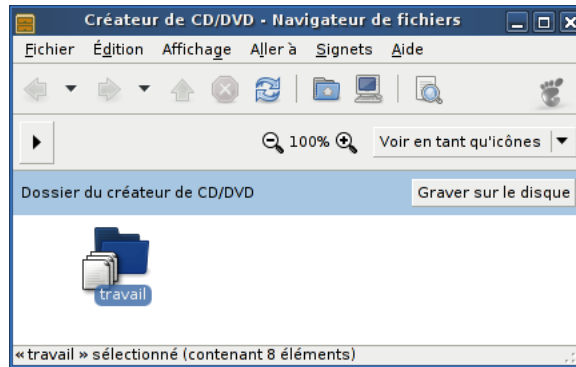 Créateur de CD/DVD - Navigateur de fichiers
Fichier Édition Affichage Aller à Signets Aide
100% Voir en tant qu'icônes
Dossier du créateur de CD/DVD Graver sur le disque
travail
« travail » sélectionné (contenant 8 éléments)